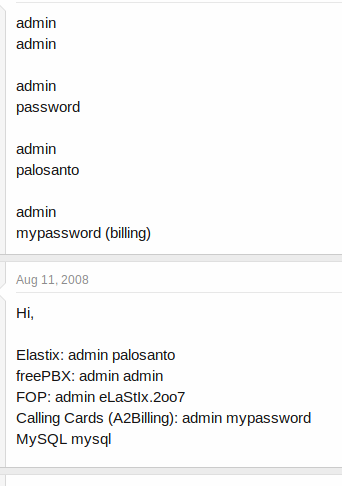 admin
admin
admin
password
admin
palosanto
admin
mypassword (billing)
Aug 11, 2008
Hi,
Elastix: admin palosanto
freePBX: admin admin
FOP: admin eLaStIx.2oo7
Calling Cards (A2Billing): admin mypassword
MySQL mysql